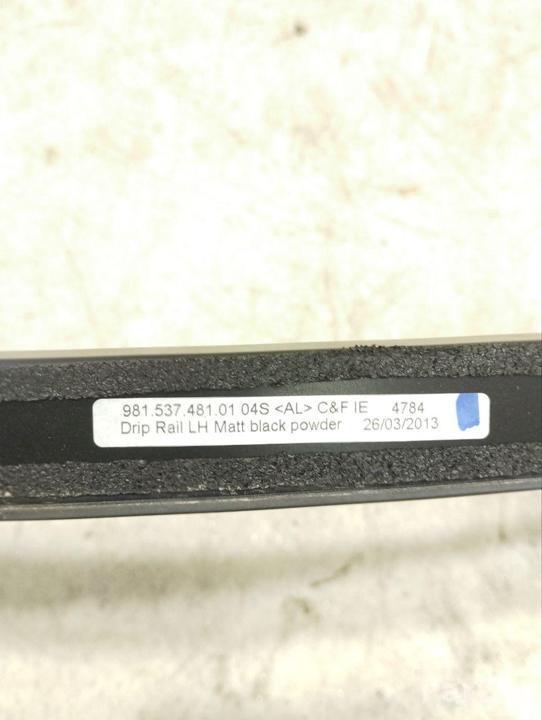 981.537.481.01 04S <AL> C&F IE 4784
Drip Rail LH Matt black powder 26/03/2013